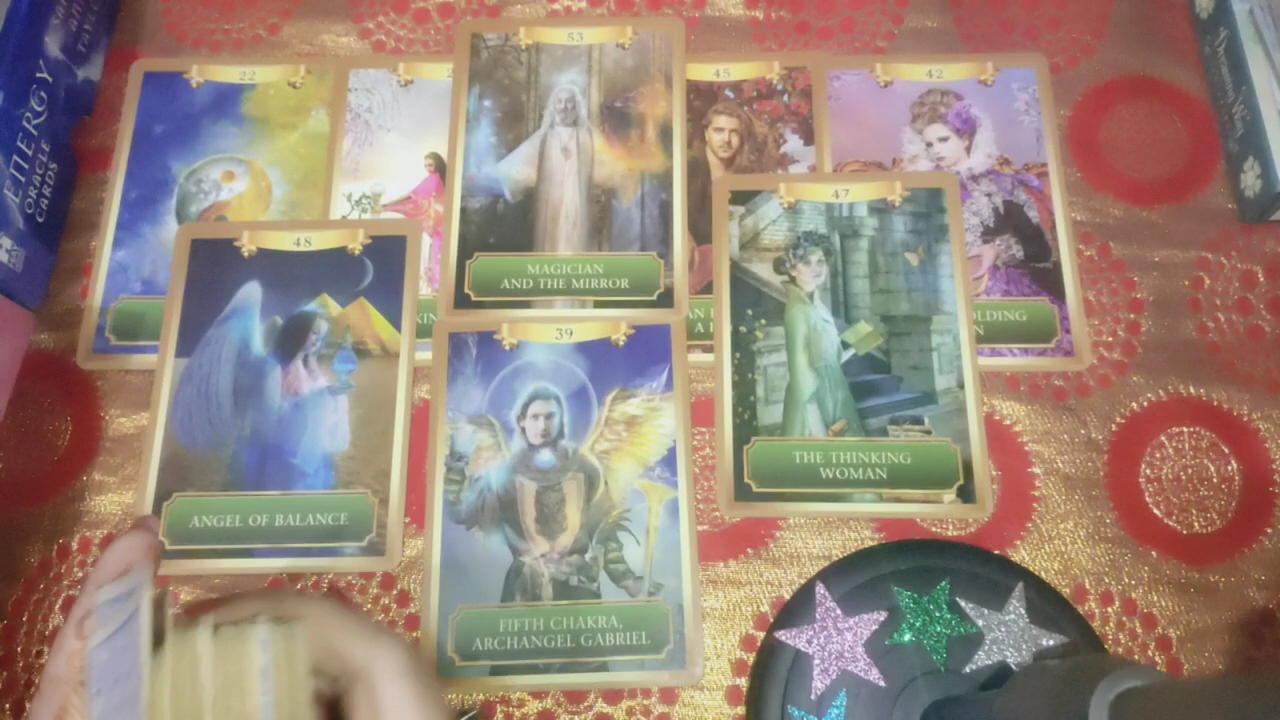 ENERGY
ORACLE
CARDS
22
53
MAGICIAN
AND THE MIRROR
45
42
48
ANGEL OF BALANCE
39
FIFTH CHAKRA,
ARCHANGEL GABRIEL
47
THE THINKING
WOMAN